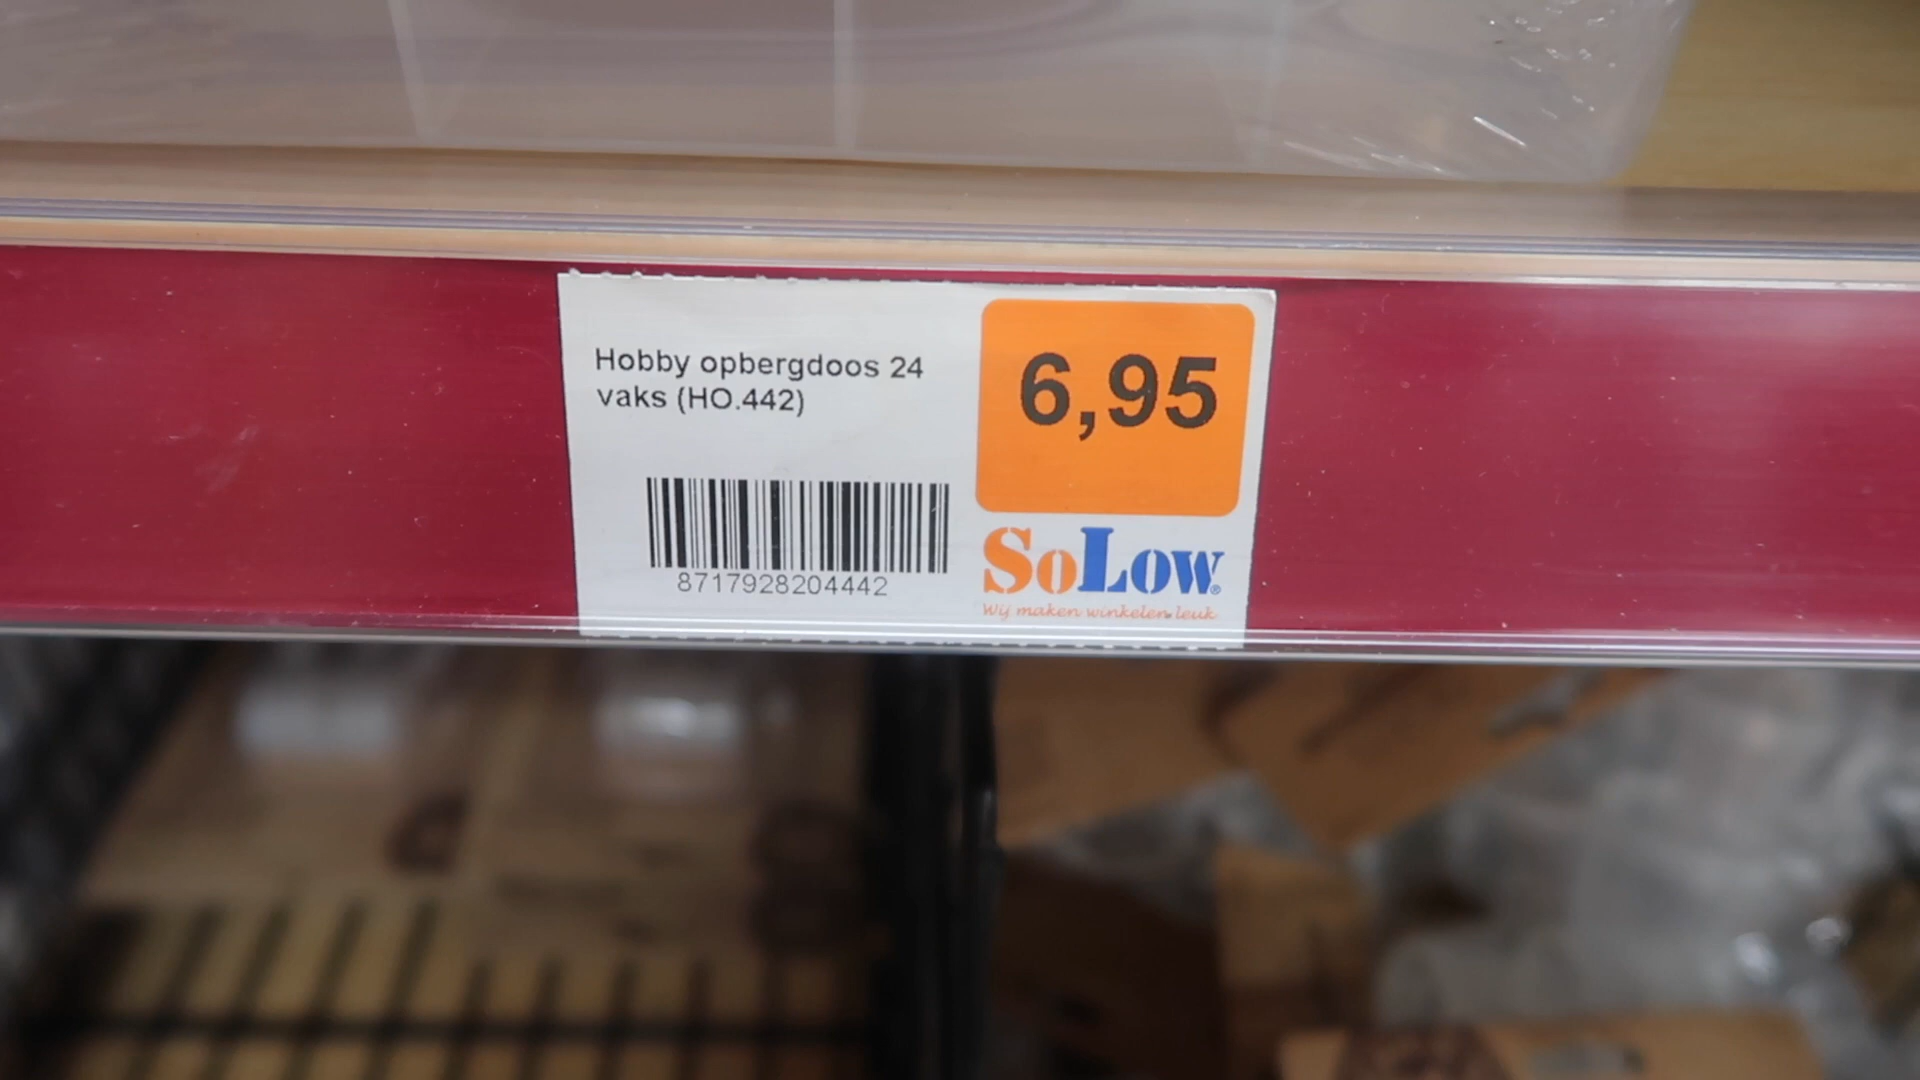 Hobby opbergdoos 24
vaks (HO.442)
6,95
8717928204442
SoLow®
Wij maken winkelen leuk